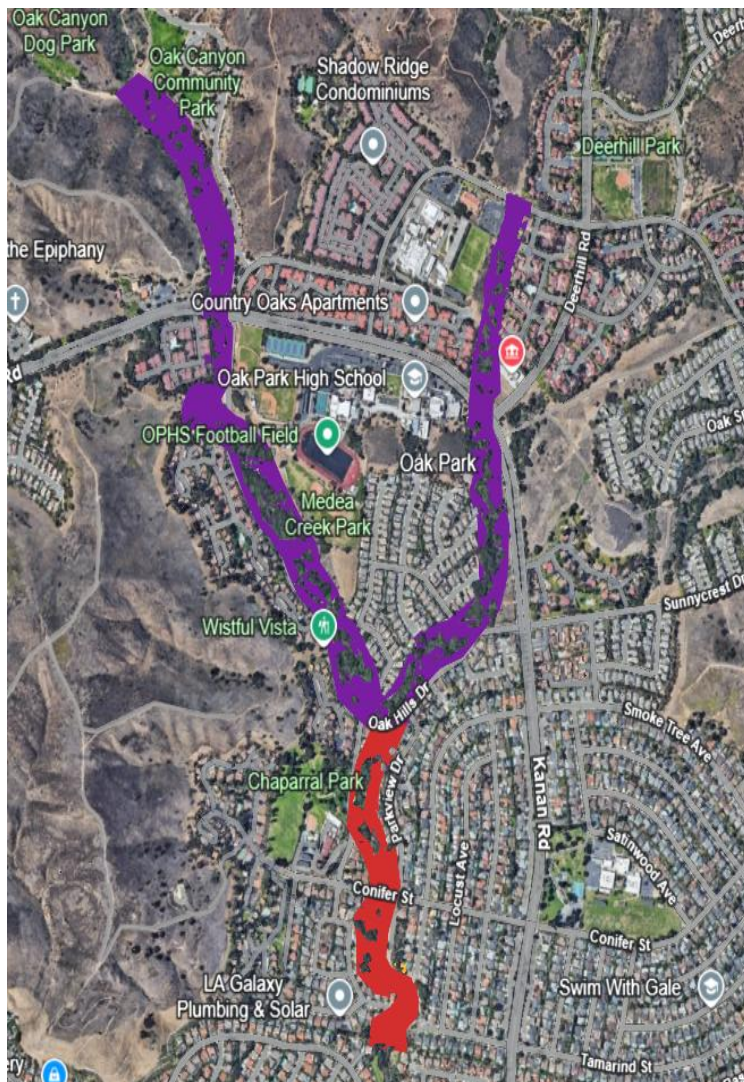 Oak Canyon
Dog Park
Oak Canyon
Community
Park
Shadow Ridge
Condominiums
Deerh
Deerhill Park
the Epiphany
Country Oaks Apartments
Deerhill Rd
Rd
Oak Park High School
OPHS Football Field
Oak Park
Oak S
Medea
Creek Park
Sunnycrest D
Wistful Vista
Oak Hills Dr
Smoke Tree Ave
Chaparral Park
Parkview Dr
Kanan Rd
Locust Ave
Satinwood Ave
Conifer St
Conifer St
LA Galaxy
Plumbing & Solar
Swim With Gale
Tamarind St
ery